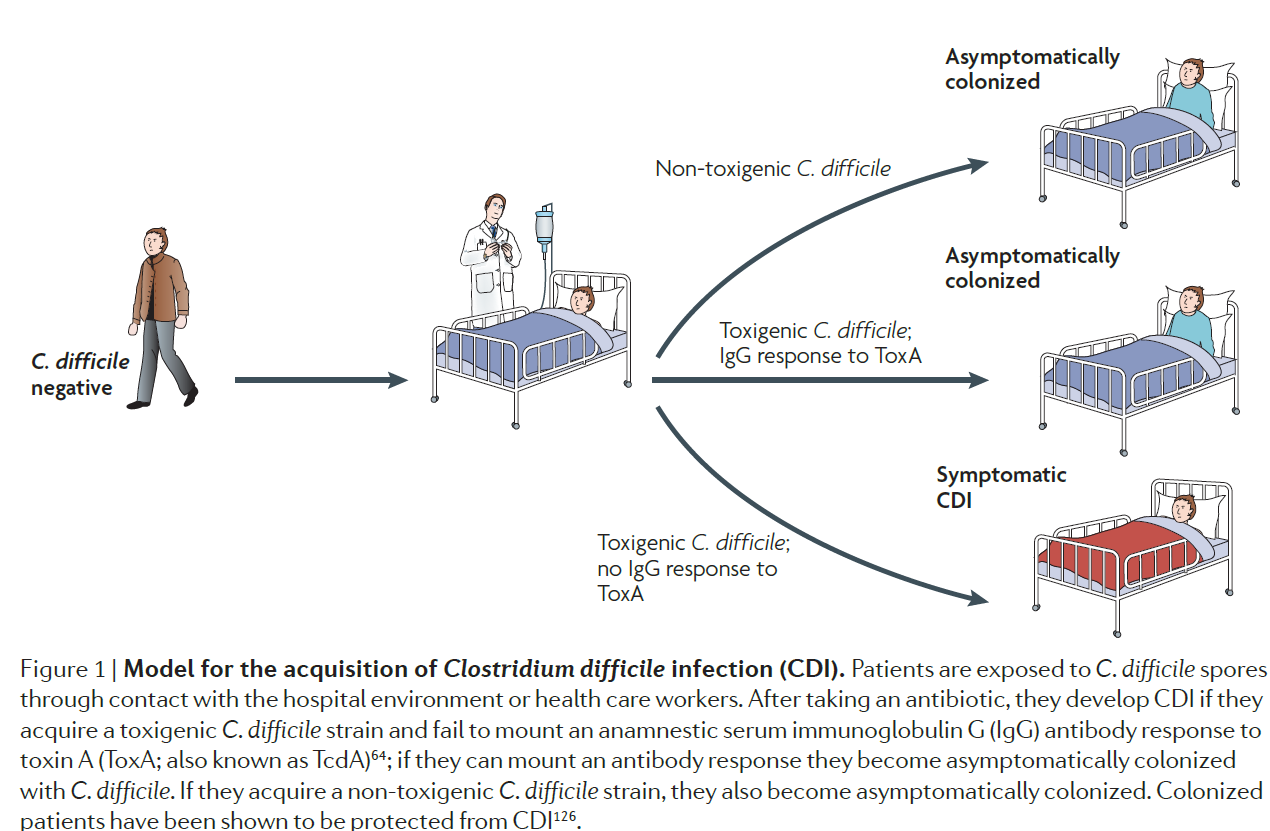 Asymptomatically
colonized
Non-toxigenic C. difficile
Asymptomatically
colonized
Toxigenic C. difficile;
IgG response to ToxA
C. difficile
negative
Symptomatic
CDI
Toxigenic C. difficile;
no IgG response to
ToxA
Figure 1 | Model for the acquisition of Clostridium difficile infection (CDI). Patients are exposed to C. difficile spores
through contact with the hospital environment or health care workers. After taking an antibiotic, they develop CDI if they
acquire a toxigenic C. difficile strain and fail to mount an anamnestic serum immunoglobulin G (IgG) antibody response to
toxin A (ToxA; also known as TcdA)⁶⁴; if they can mount an antibody response they become asymptomatically colonized
with C. difficile. If they acquire a non-toxigenic C. difficile strain, they also become asymptomatically colonized. Colonized
patients have been shown to be protected from CDI¹²⁶.